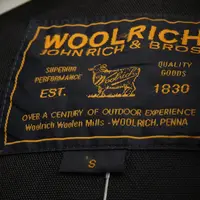 WOOLRICH
JOHN RICH & BROS
SUPERIOR PERFORMANCE
QUALITY GOODS
Woolrich
EST. 1830
OVER A CENTURY OF OUTDOOR EXPERIENCE
Woolrich Woolen Mills - WOOLRICH, PENNA
S